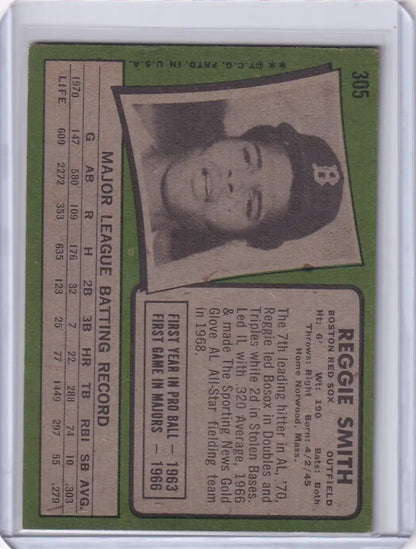 305
REGGIE SMITH
BOSTON RED SOX OUTFIELD
Ht: 6' Wt: 190 Bats: Both
Throws: Right Born: 4/2/45
Home: Norwood, Mass.
The 7th leading hitter in AL, '70,
Reggie led Bosox in Doubles and
Triples while 2d in Stolen Bases.
Led IL with .320 Average, 1966
& made The Sporting News Gold
Glove AL All-Star fielding team
in 1968.
FIRST YEAR IN PRO BALL — 1963
FIRST GAME IN MAJORS — 1966
B
**©T.C.G. PRTD. IN U.S.A.
MAJOR LEAGUE BATTING RECORD
G AB R H 2B 3B HR TB RBI SB AVG.
1970 147 580 109 176 32 7 22 288 74 10 .303
LIFE 609 2272 353 635 123 25 77 1449 297 55 .279